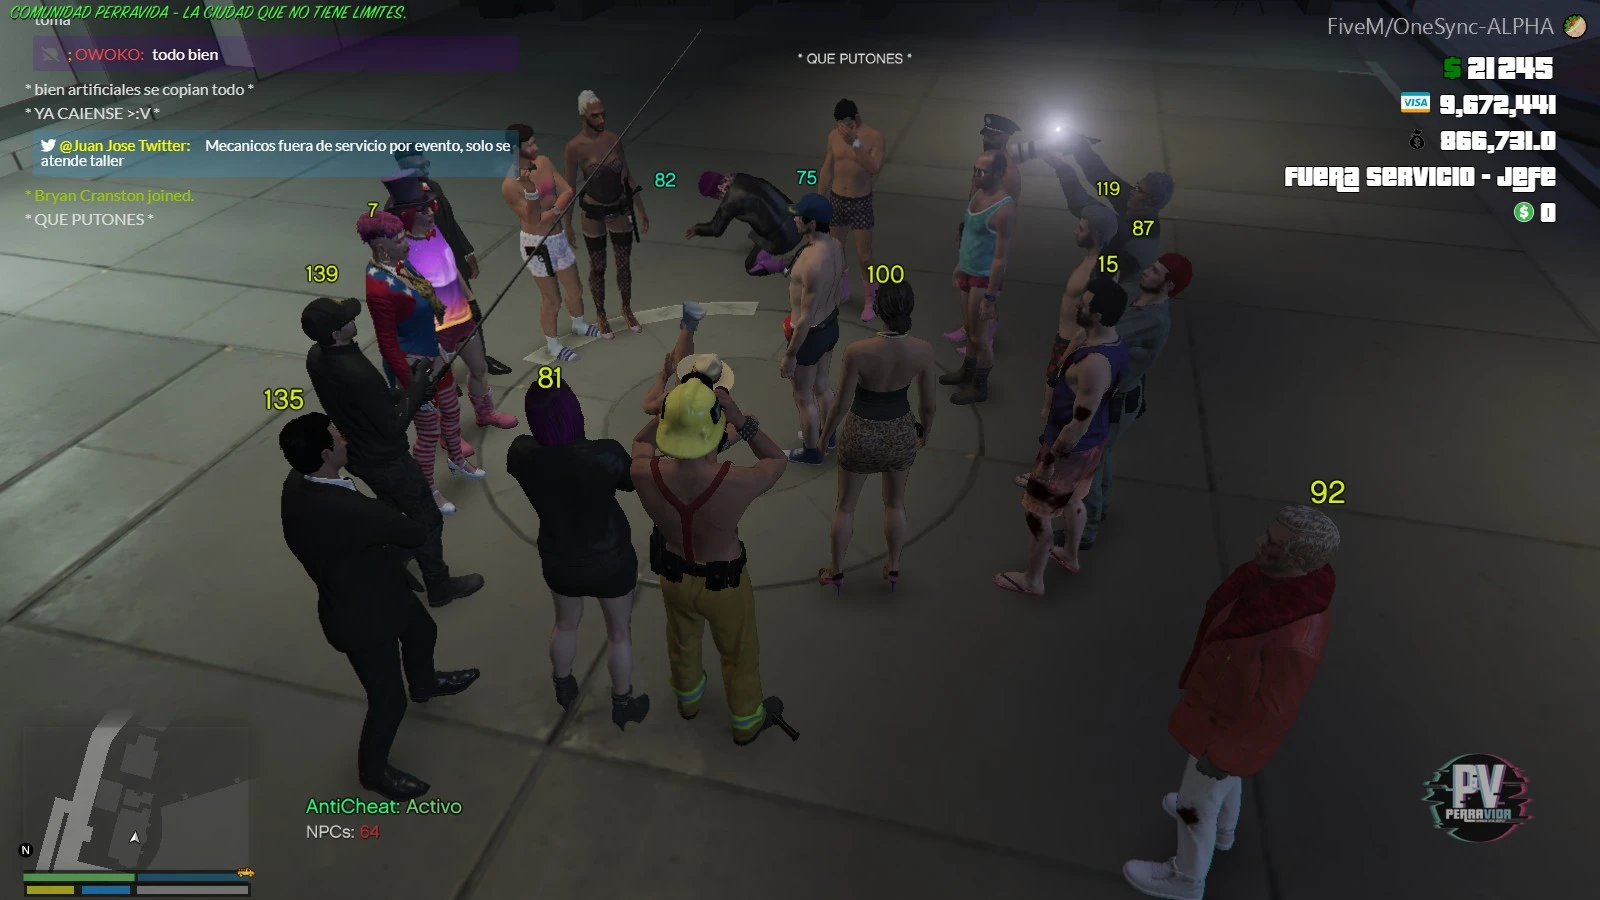 COMUNIDAD PERRAVIDA - LA CIUDAD QUE NO TIENE LIMITES.
toma
; OWOKO: todo bien
* bien artificiales se copian todo *
* YA CAIENSE >:V *
@Juan Jose Twitter: Mecanicos fuera de servicio por evento, solo se
atende taller
* Bryan Cranston joined.
* QUE PUTONES *
* QUE PUTONES *
FiveM/OneSync-ALPHA
$ 21245
VISA 9,672,441
$ 866,731.0
FUERA SERVICIO - JEFE
$ 0
82
75
119
7
87
15
139
100
81
135
92
AntiCheat: Activo
NPCs: 64
N
PV
PERRAVIDA